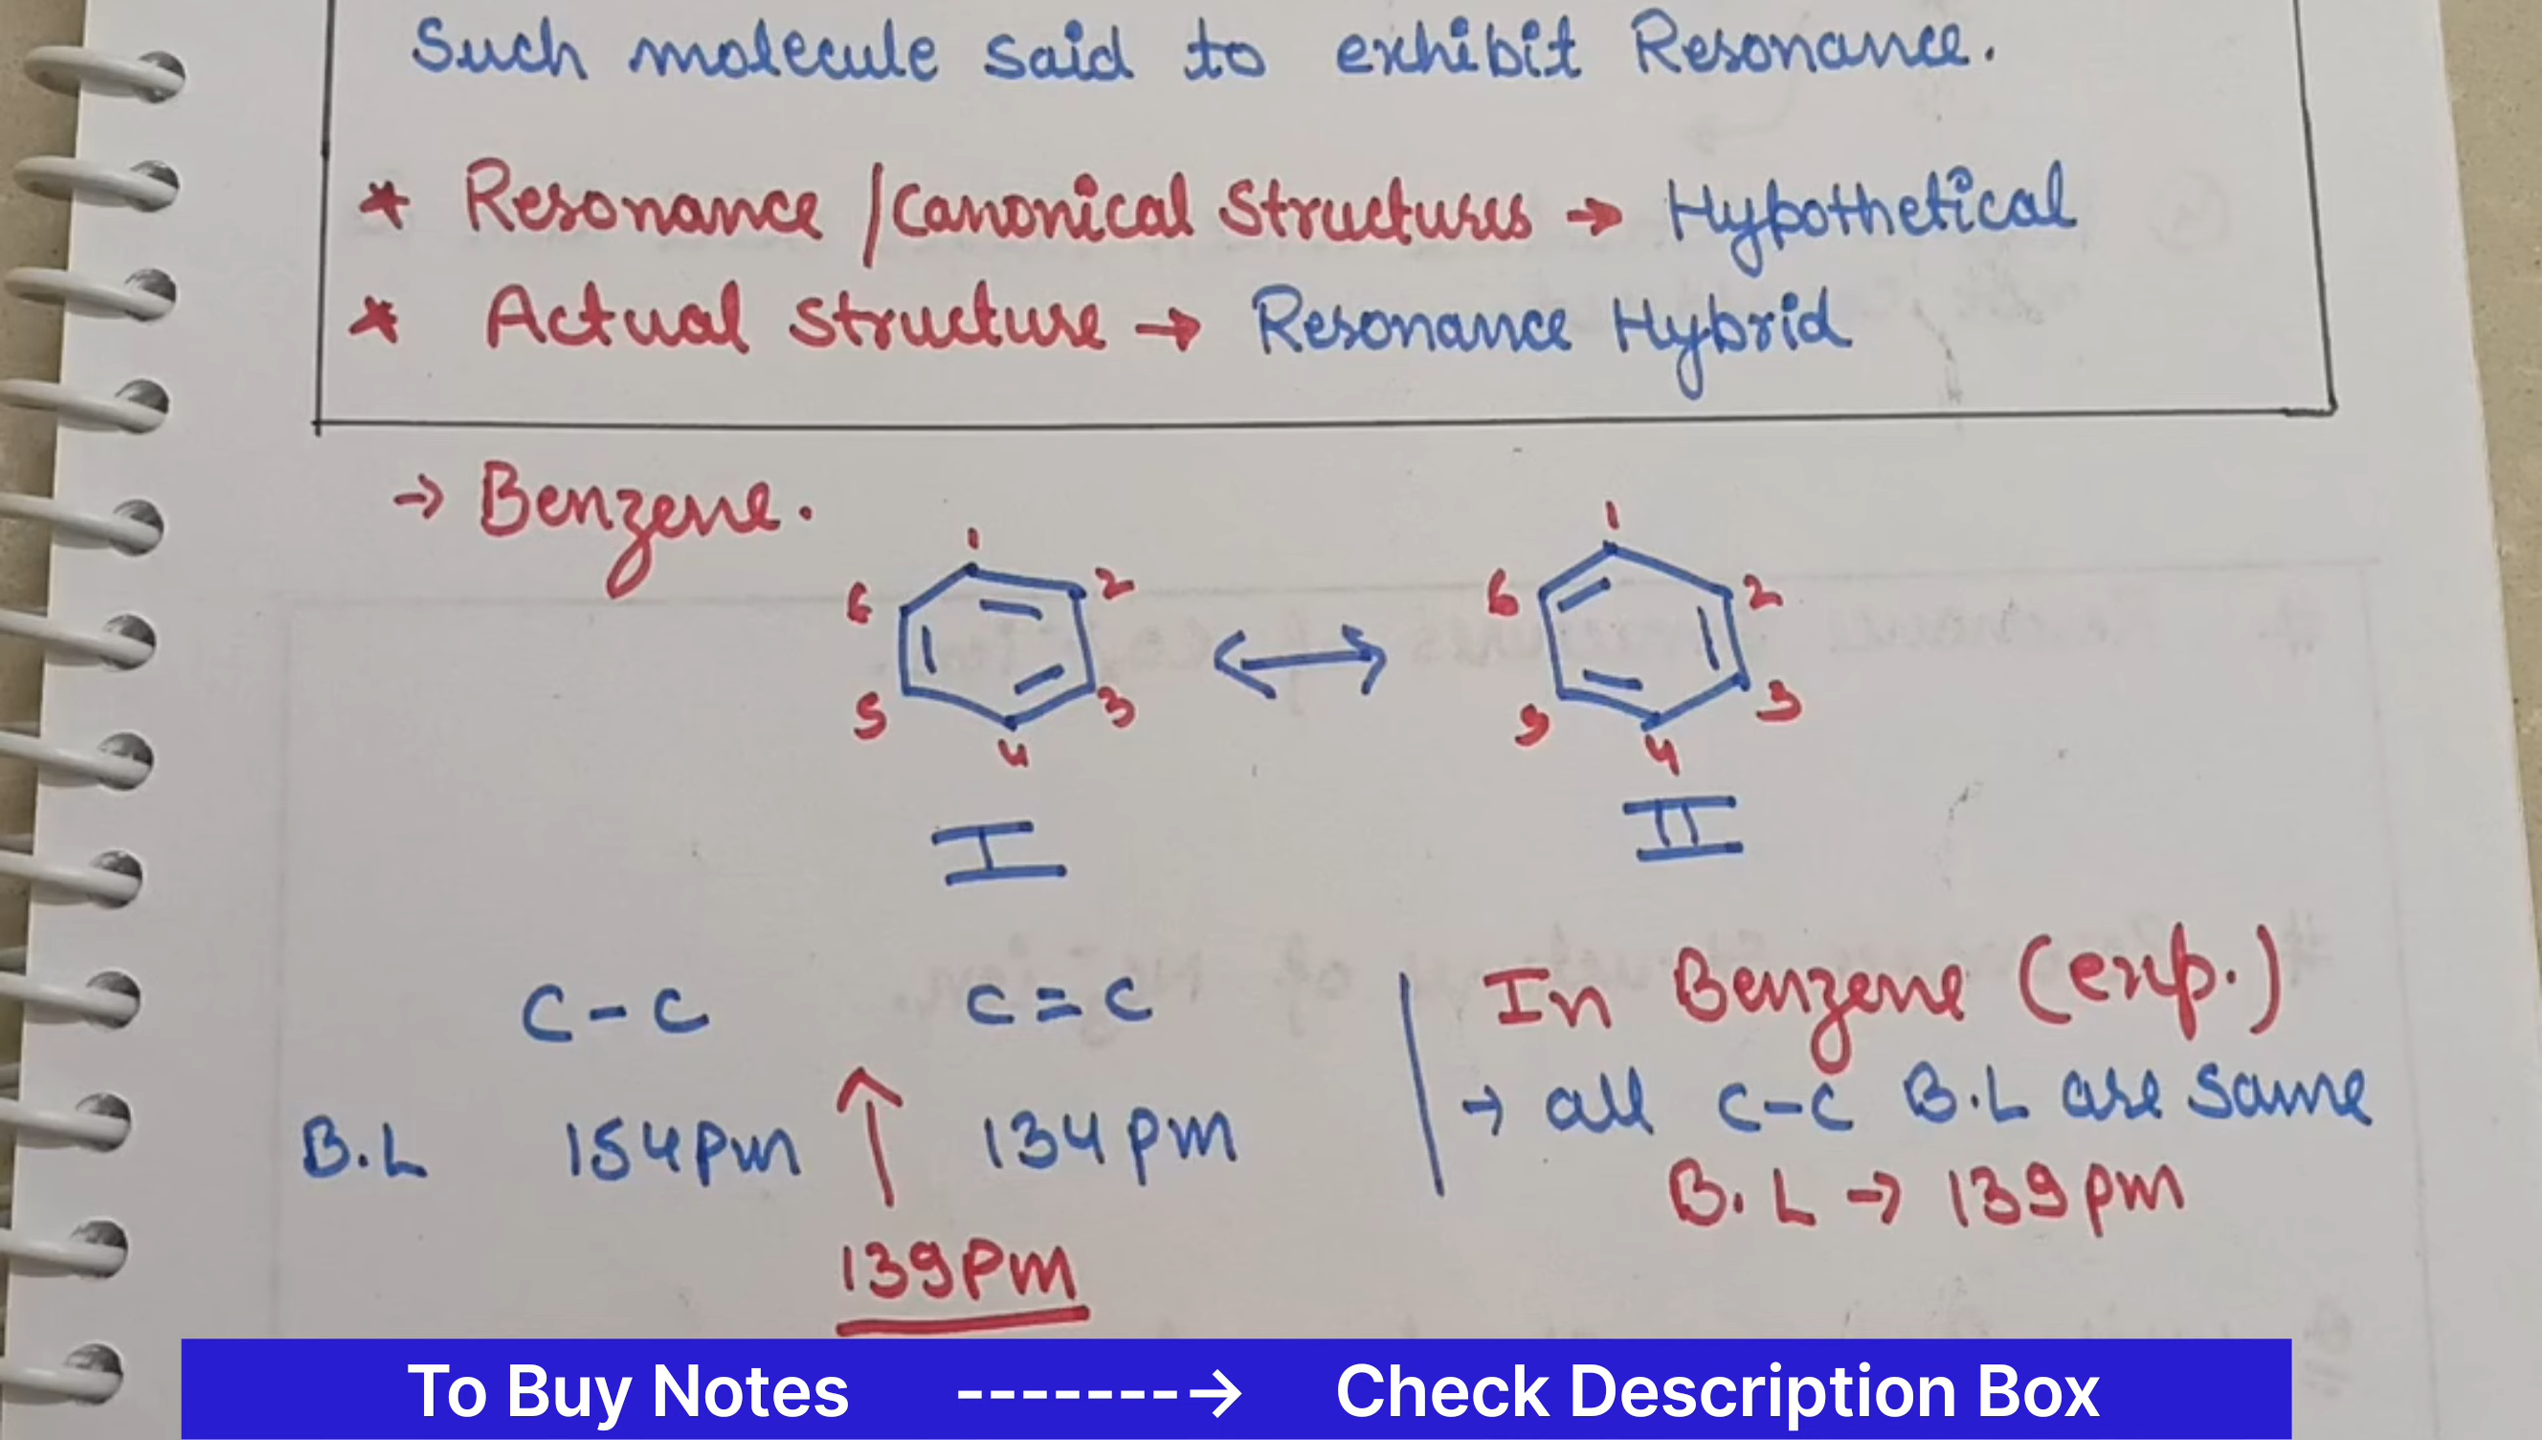 Such molecule said to exhibit Resonance.
* Resonance / Canonical Structures → Hypothetical
* Actual Structure → Resonance Hybrid
→ Benzene.
1 1
6 2 6 2
5 3 5 3
4 4
I II
C-C C=C In Benzene (exp.)
→ all C-C B.L are same
B.L 154pm 134pm
B.L → 139pm
139pm
To Buy Notes -------→ Check Description Box